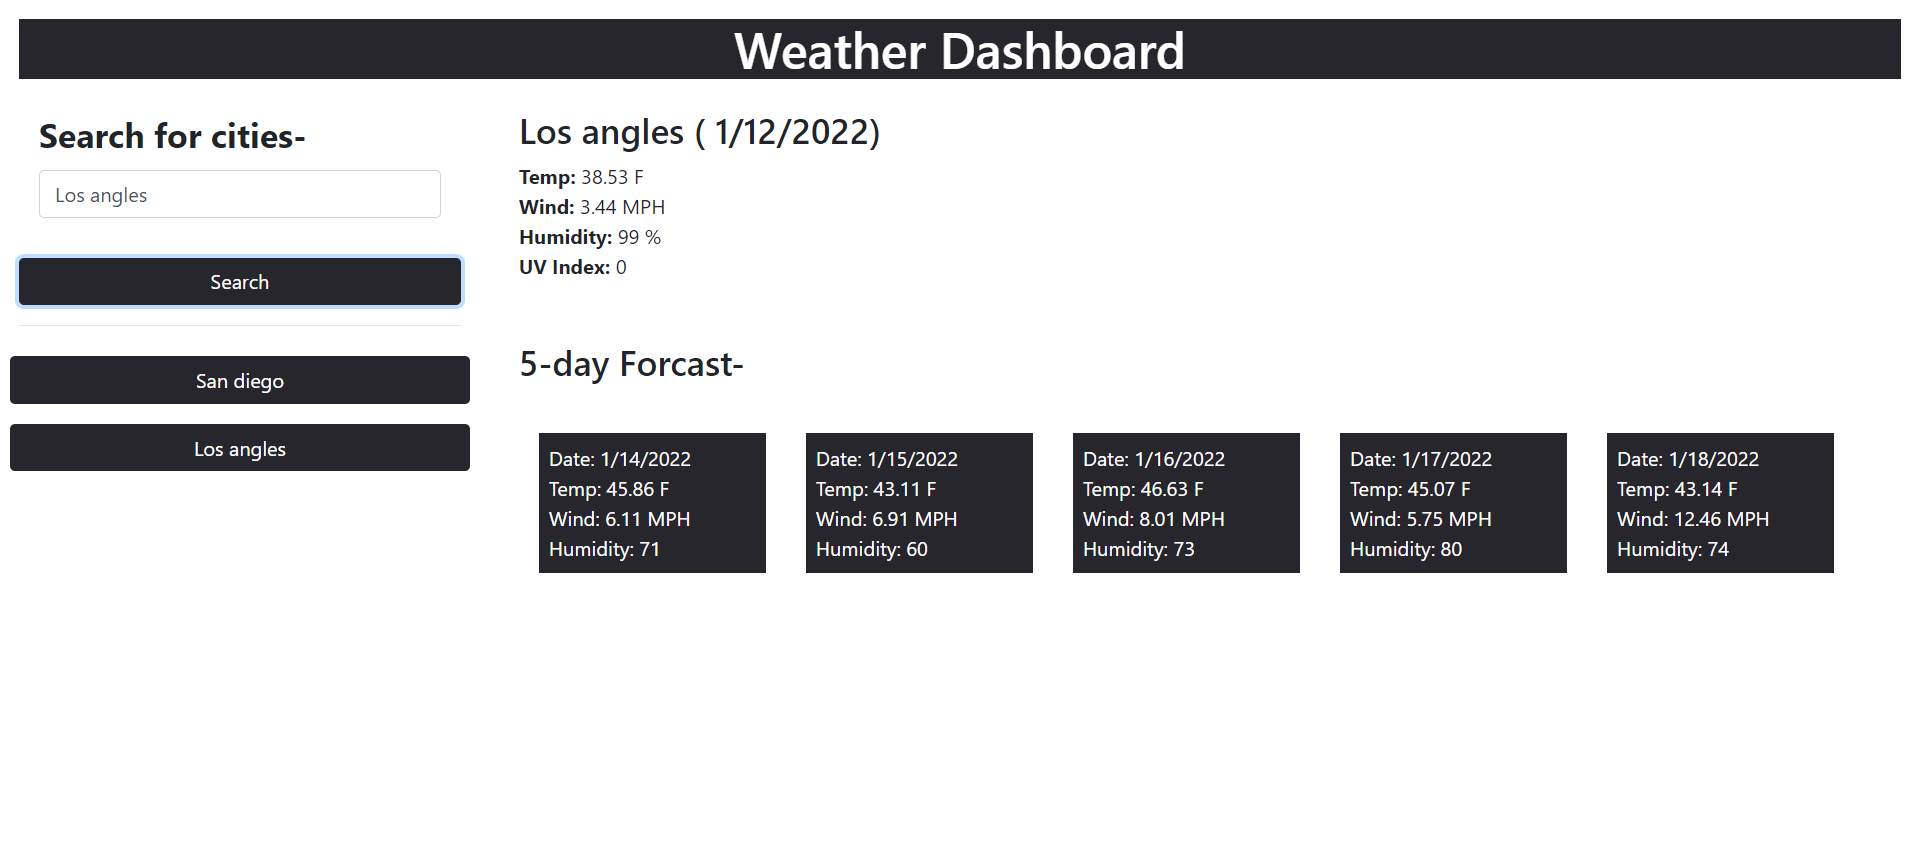 Weather Dashboard
Search for cities-
Los angles
Search
San diego
Los angles
Los angles ( 1/12/2022)
Temp: 38.53 F
Wind: 3.44 MPH
Humidity: 99 %
UV Index: 0
5-day Forcast-
Date: 1/14/2022
Temp: 45.86 F
Wind: 6.11 MPH
Humidity: 71
Date: 1/15/2022
Temp: 43.11 F
Wind: 6.91 MPH
Humidity: 60
Date: 1/16/2022
Temp: 46.63 F
Wind: 8.01 MPH
Humidity: 73
Date: 1/17/2022
Temp: 45.07 F
Wind: 5.75 MPH
Humidity: 80
Date: 1/18/2022
Temp: 43.14 F
Wind: 12.46 MPH
Humidity: 74